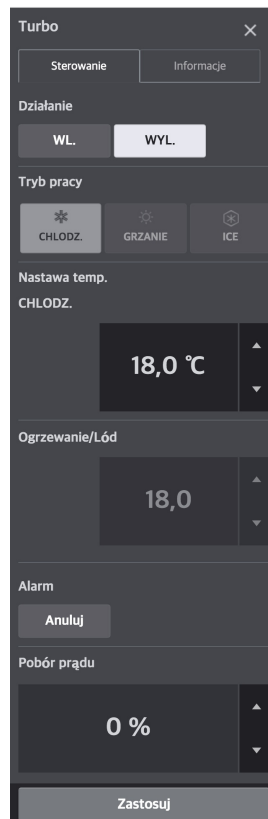 Turbo
Sterowanie Informacje
Działanie
WL. WYL.
Tryb pracy
CHLODZ. GRZANIE ICE
Nastawa temp.
CHLODZ.
18,0 ℃
Ogrzewanie/Lód
18,0
Alarm
Anuluj
Pobór prądu
0 %
Zastosuj